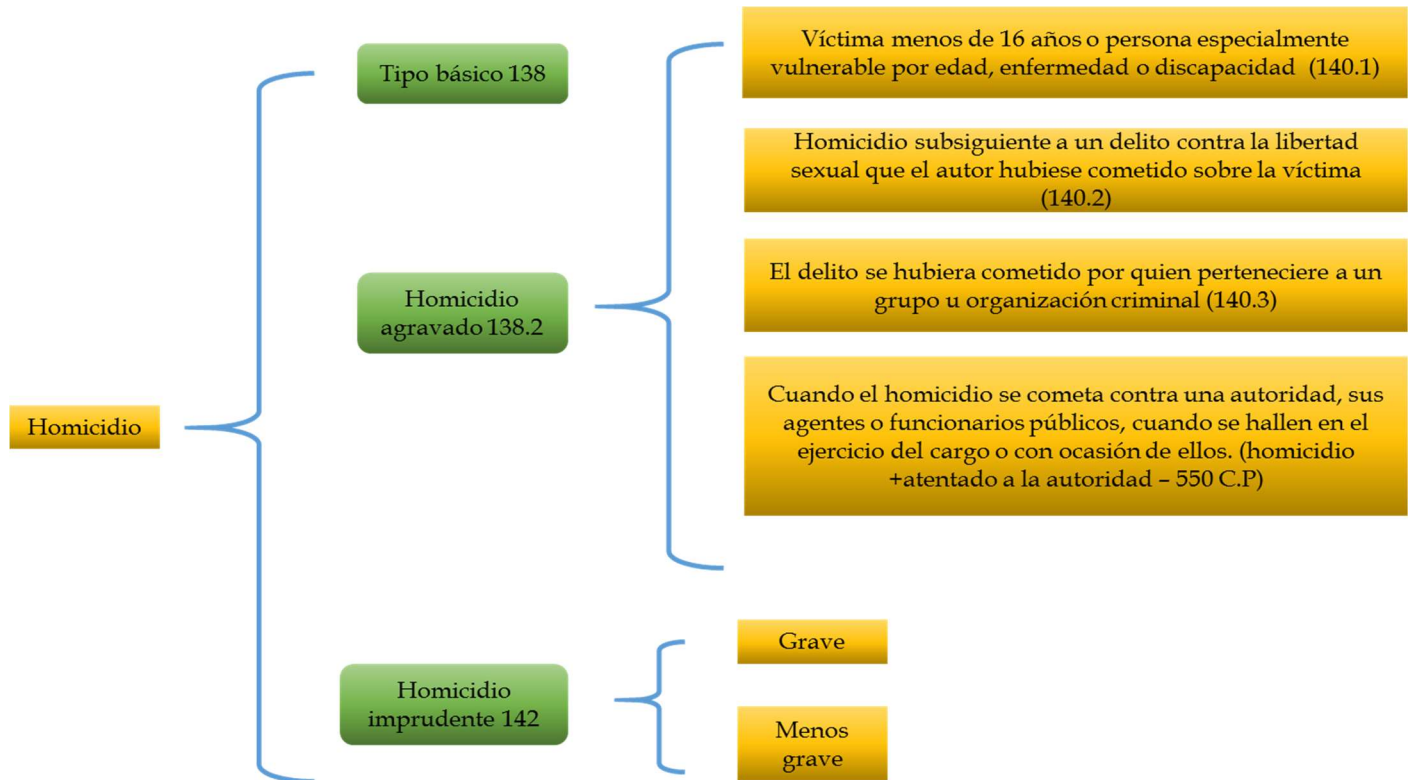 Homicidio
Tipo básico 138
Homicidio
agravado 138.2
Víctima menos de 16 años o persona especialmente
vulnerable por edad, enfermedad o discapacidad (140.1)
Homicidio subsiguiente a un delito contra la libertad
sexual que el autor hubiese cometido sobre la víctima
(140.2)
El delito se hubiera cometido por quien perteneciere a un
grupo u organización criminal (140.3)
Cuando el homicidio se cometa contra una autoridad, sus
agentes o funcionarios públicos, cuando se hallen en el
ejercicio del cargo o con ocasión de ellos. (homicidio
+atentado a la autoridad – 550 C.P)
Homicidio
imprudente 142
Grave
Menos
grave